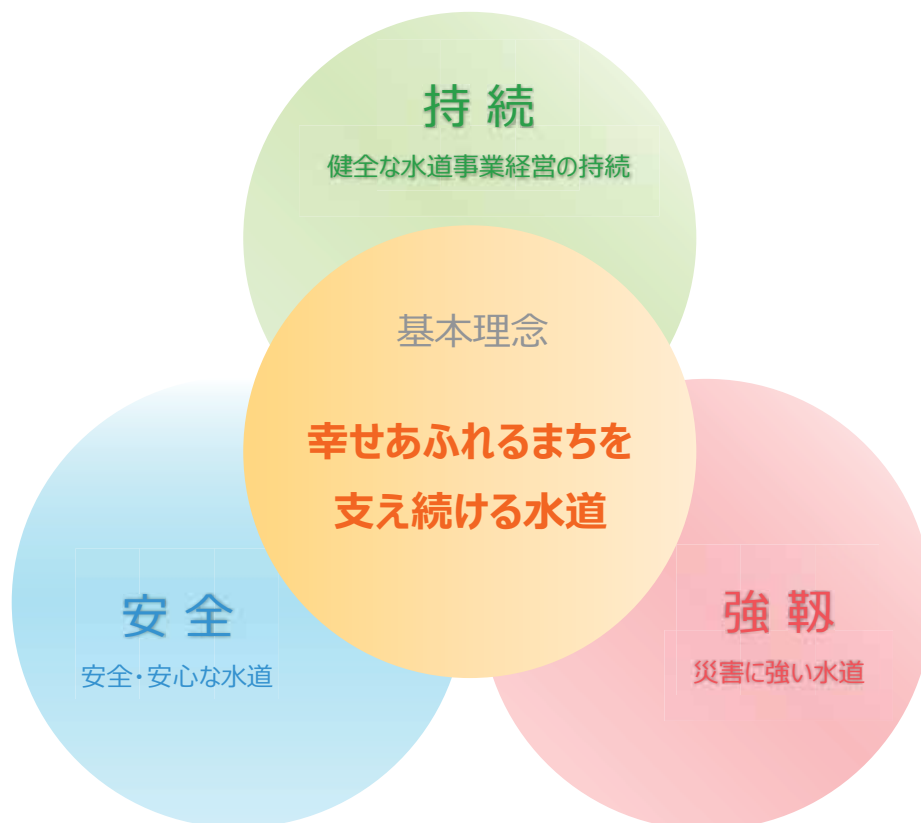 持続
健全な水道事業経営の持続
基本理念
幸せあふれるまちを
支え続ける水道
安全
安全・安心な水道
強靱
災害に強い水道